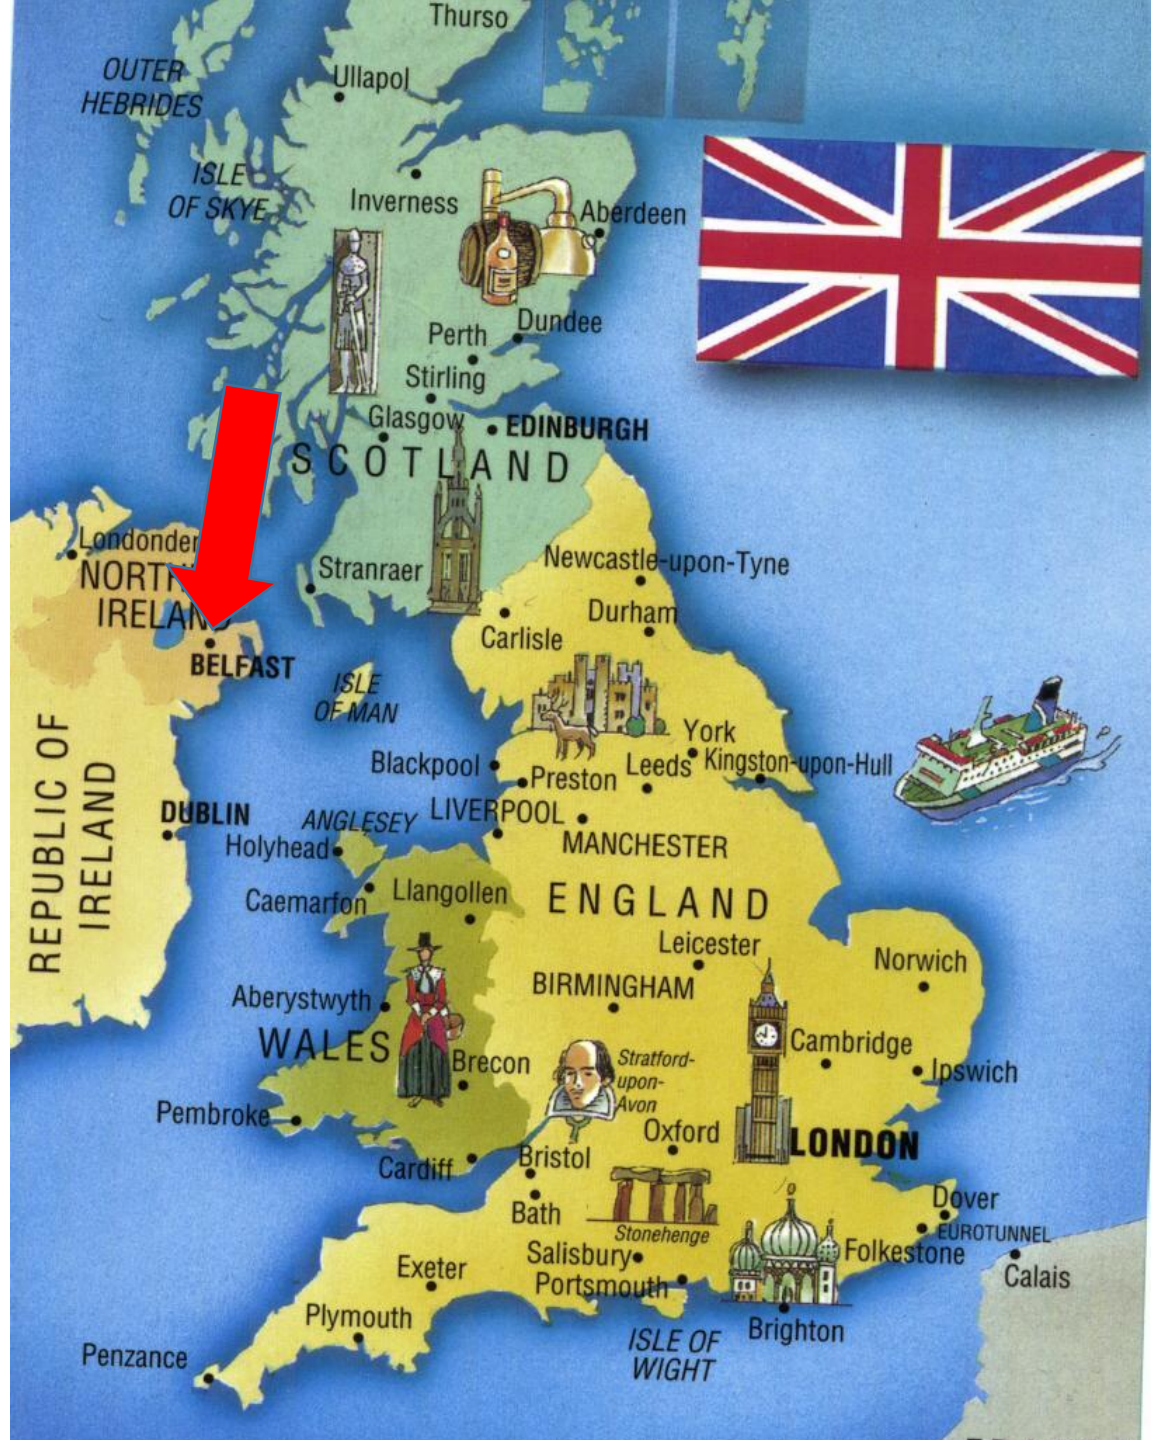 Thurso
OUTER
HEBRIDES
Ullapol
ISLE
OF SKYE
Inverness
Aberdeen
Perth
Dundee
Stirling
Glasgow
EDINBURGH
SCOTLAND
Londonder
NORTH
IRELAND
Stranraer
Newcastle-upon-Tyne
Durham
Carlisle
BELFAST
ISLE
OF MAN
REPUBLIC OF
IRELAND
York
Blackpool
Preston
Leeds
Kingston-upon-Hull
DUBLIN
ANGLESEY
LIVERPOOL
Holyhead
MANCHESTER
Caemarfon
Llangollen
ENGLAND
Leicester
Norwich
Aberystwyth
BIRMINGHAM
WALES
Cambridge
Brecon
Stratford-
upon-
Avon
Ipswich
Pembroke
Oxford
LONDON
Cardiff
Bristol
Bath
Stonehenge
Dover
EUROTUNNEL
Salisbury
Folkestone
Exeter
Portsmouth
Calais
Plymouth
ISLE OF
WIGHT
Brighton
Penzance